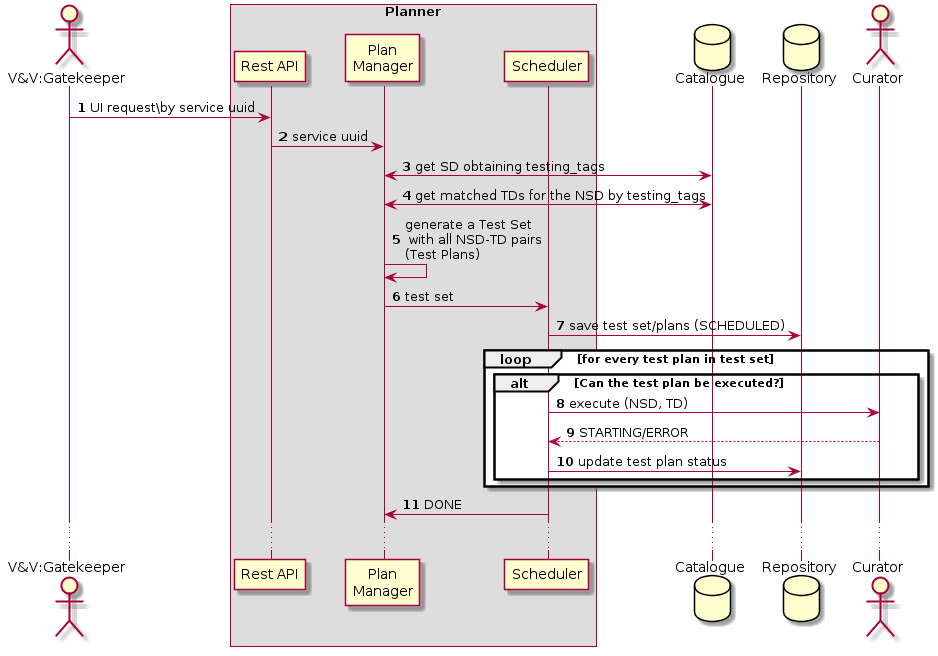 Planner
V&V:Gatekeeper
Rest API
Plan
Manager
Scheduler
Catalogue
Repository
Curator
1 UI request\by service uuid
2 service uuid
3 get SD obtaining testing_tags
4 get matched TDs for the NSD by testing_tags
generate a Test Set
5 with all NSD-TD pairs
(Test Plans)
6 test set
7 save test set/plans (SCHEDULED)
loop [for every test plan in test set]
alt [Can the test plan be executed?]
8 execute (NSD, TD)
9 STARTING/ERROR
10 update test plan status
11 DONE
V&V:Gatekeeper
Rest API
Plan
Manager
Scheduler
Catalogue
Repository
Curator